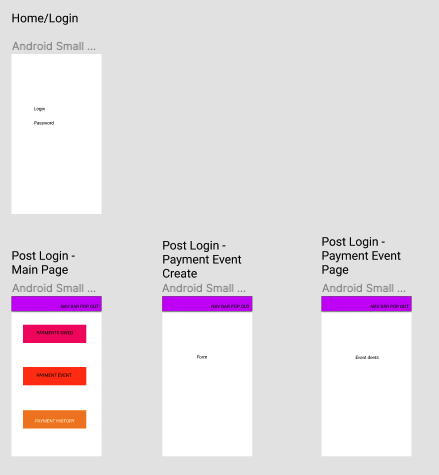 Home/Login
Android Small ...
Login
Password
Post Login -
Main Page
Android Small ...
NAV BAR POP OUT
PAYMENTS OWED
PAYMENT EVENT
PAYMENT HISTORY
Post Login -
Payment Event
Create
Android Small ...
NAV BAR POP OUT
Form
Post Login -
Payment Event
Page
Android Small ...
NAV BAR POP OUT